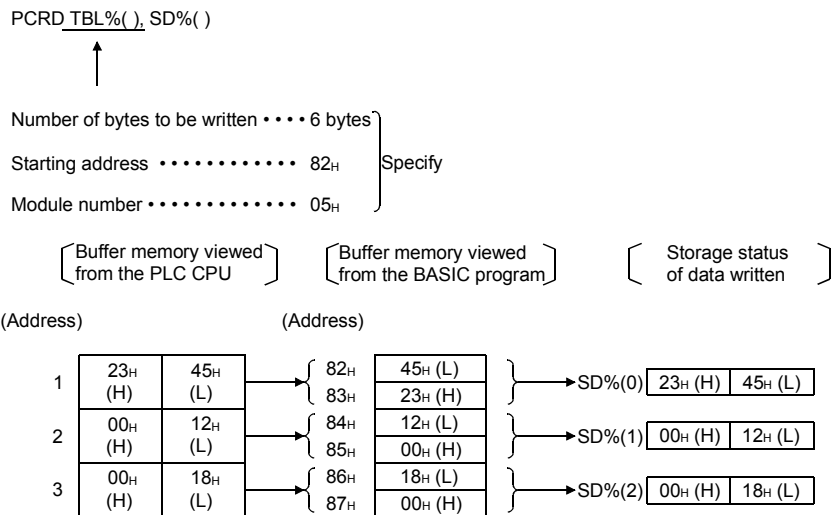 PCRD TBL%( ), SD%( )
Number of bytes to be written •••• 6 bytes
Starting address •••••••••••• 82H
Specify
Module number ••••••••••••• 05H
Buffer memory viewed from the PLC CPU
Buffer memory viewed from the BASIC program
Storage status of data written
(Address) (Address)
1 23H (H) 45H (L) 82H 45H (L) 83H 23H (H) SD%(0) 23H (H) 45H (L)
2 00H (H) 12H (L) 84H 12H (L) 85H 00H (H) SD%(1) 00H (H) 12H (L)
3 00H (H) 18H (L) 86H 18H (L) 87H 00H (H) SD%(2) 00H (H) 18H (L)